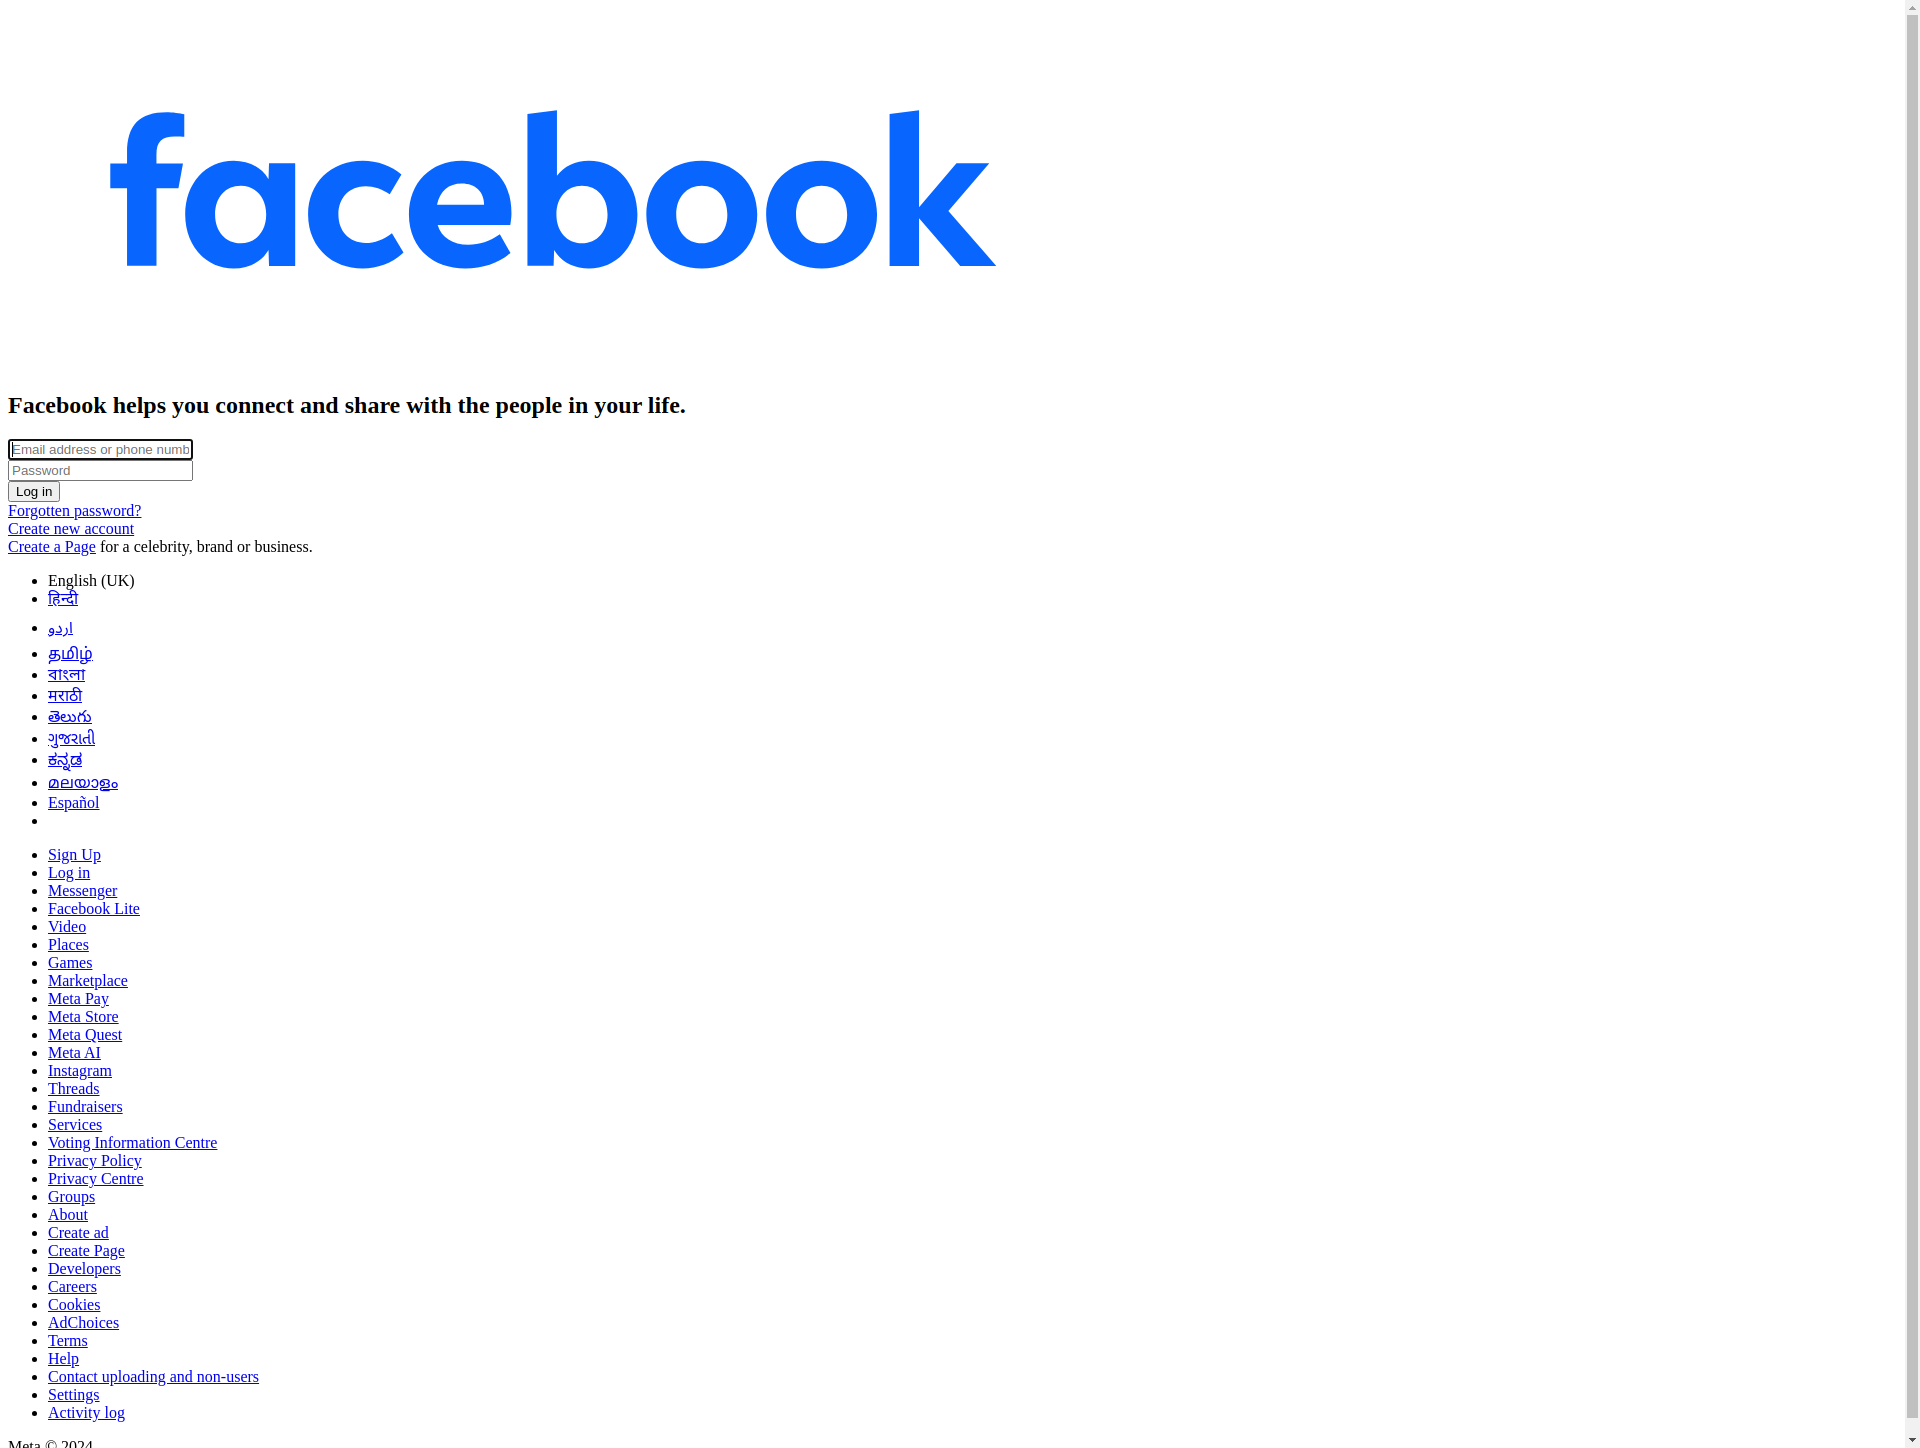 facebook
Facebook helps you connect and share with the people in your life.
Email address or phone numb
Password
Log in
Forgotten password?
Create new account
Create a Page for a celebrity, brand or business.
English (UK)
हिन्दी
اردو
தமிழ்
বাংলা
मराठी
తెలుగు
ગુજરાતી
ಕನ್ನಡ
മലയാളം
Español
Sign Up
Log in
Messenger
Facebook Lite
Video
Places
Games
Marketplace
Meta Pay
Meta Store
Meta Quest
Meta AI
Instagram
Threads
Fundraisers
Services
Voting Information Centre
Privacy Policy
Privacy Centre
Groups
About
Create ad
Create Page
Developers
Careers
Cookies
AdChoices
Terms
Help
Contact uploading and non-users
Settings
Activity log
Meta © 2024